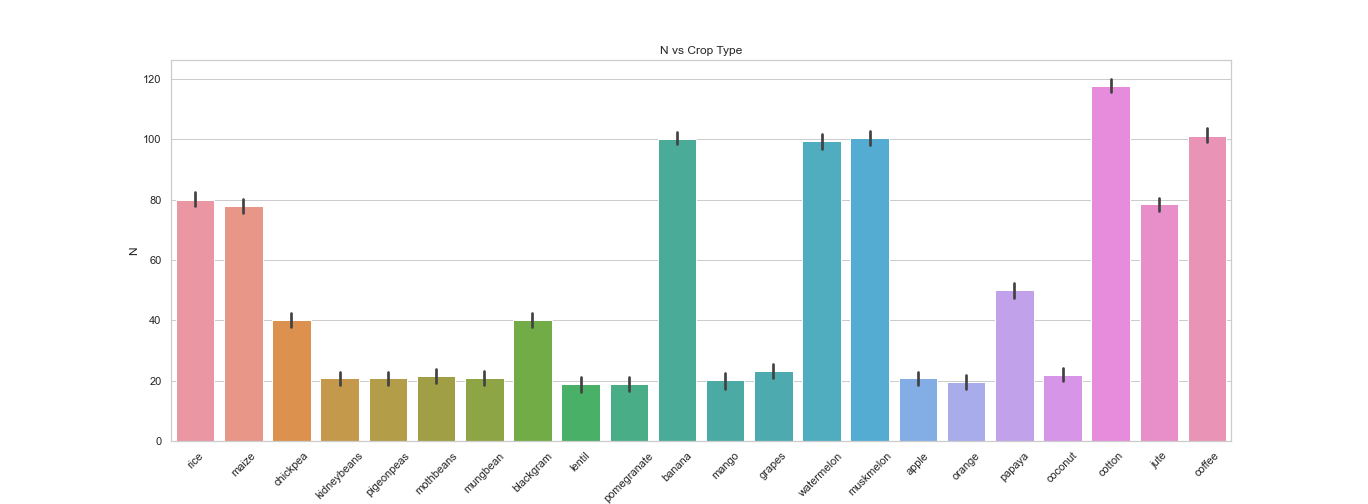 N vs Crop Type
120
100
80
60
40
20
0
N
rice
maize
chickpea
kidneybeans
pigeonpeas
mothbeans
mungbean
blackgram
lentil
pomegranate
banana
mango
grapes
watermelon
muskmelon
apple
orange
papaya
coconut
cotton
jute
coffee